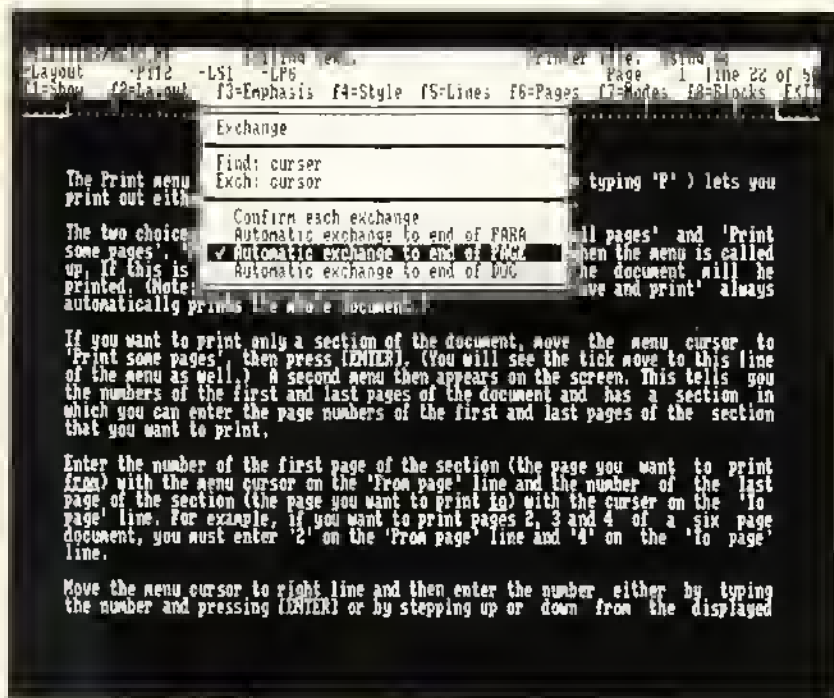 Layout -LS1 -LP6 Page 1 line 22 of
f1=Show f2=Layout f3=Emphasis f4=Style f5=Lines f6=Pages f7=Modes f8=Blocks EXIT
Exchange
Find: curser
Exch: cursor
Confirm each exchange
Automatic exchange to end of PARA
✓ Automatic exchange to end of PAGE
Automatic exchange to end of DOC
The Print menu typing 'P' ) lets you
print out eith
The two choice ll pages' and 'Print
some pages'. hen the menu is called
up. If this is he document will be
printed. (Note: ve and print' always
automatically prints the whole document.)
If you want to print only a section of the document, move the menu cursor to
'Print some pages', then press [ENTER]. (You will see the tick move to this line
of the menu as well.) A second menu then appears on the screen. This tells you
the numbers of the first and last pages of the document and has a section in
which you can enter the page numbers of the first and last pages of the section
that you want to print.
Enter the number of the first page of the section (the page you want to print
from) with the menu cursor on the 'From page' line and the number of the last
page of the section (the page you want to print to) with the curser on the 'To
page' line. For example, if you want to print pages 2, 3 and 4 of a six page
document, you must enter '2' on the 'From page' line and '4' on the 'To page'
line.
Move the menu cursor to right line and then enter the number either by typing
the number and pressing [ENTER] or by stepping up or down from the displayed